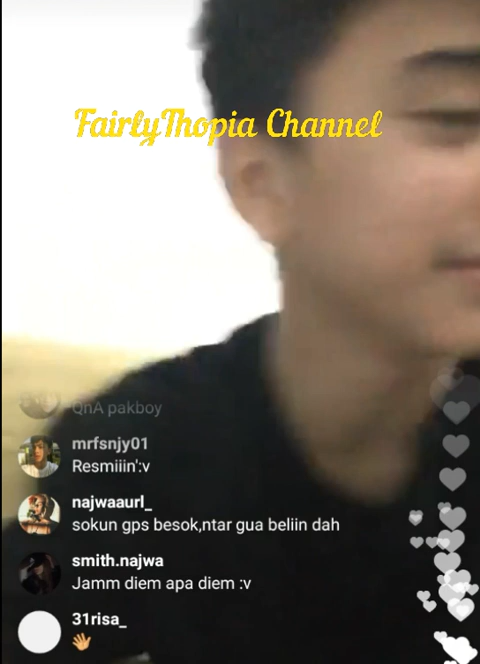 FairlyThopia Channel
QnA pakboy
mrfsnjy01
Resmiiin':v
najwaaurl_
sokun gps besok,ntar gua beliin dah
smith.najwa
Jamm diem apa diem :v
31risa_
👋